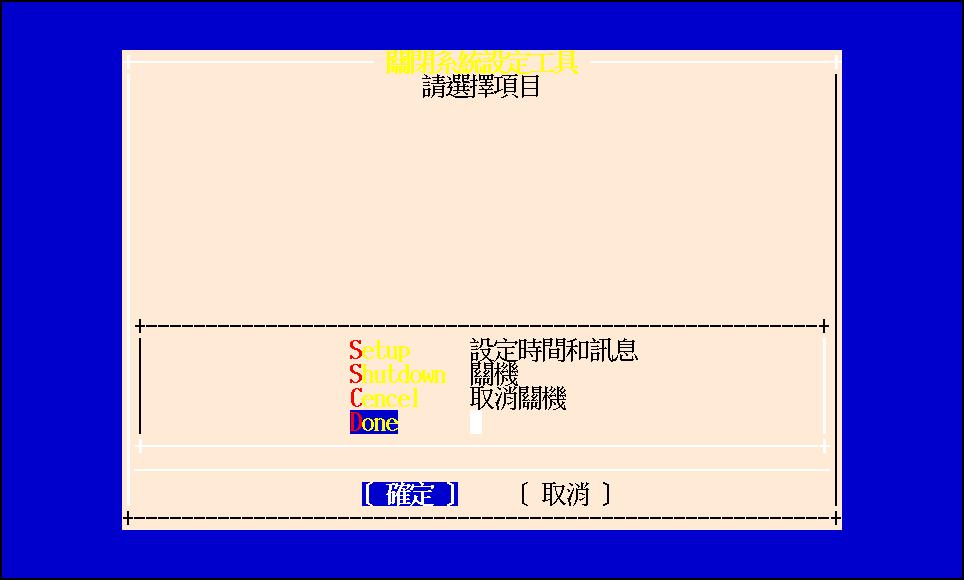 關閉系統設定工具
請選擇項目
Setup 設定時間和訊息
Shutdown 關機
Cencel 取消關機
Done
[ 確定 ] [ 取消 ]